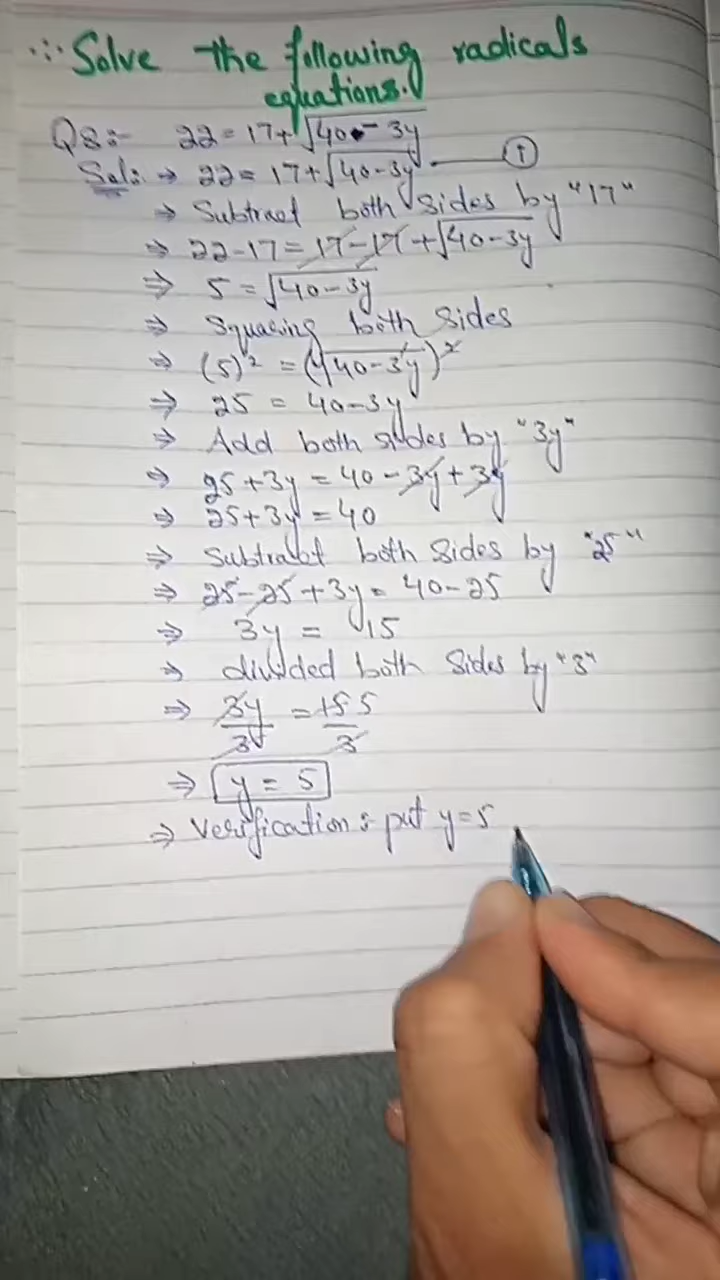 ∴ Solve the following radicals
equations.
Q8:- 22 = 17+√40-3y
Sol: → 22 = 17+√40-3y ——①
⇒ Subtract both sides by "17"
⇒ 22-17 = 17-17+√40-3y
⇒ 5 = √40-3y
⇒ Squaring both sides
⇒ (5)² = (√40-3y)²
⇒ 25 = 40-3y
⇒ Add both sides by "3y"
⇒ 25+3y = 40-3y+3y
⇒ 25+3y = 40
⇒ Subtract both sides by "25"
⇒ 25-25+3y = 40-25
⇒ 3y = 15
⇒ divided both sides by "3"
⇒ 3y/3 = 15 5/3
⇒ y = 5
⇒ Verification: put y=5